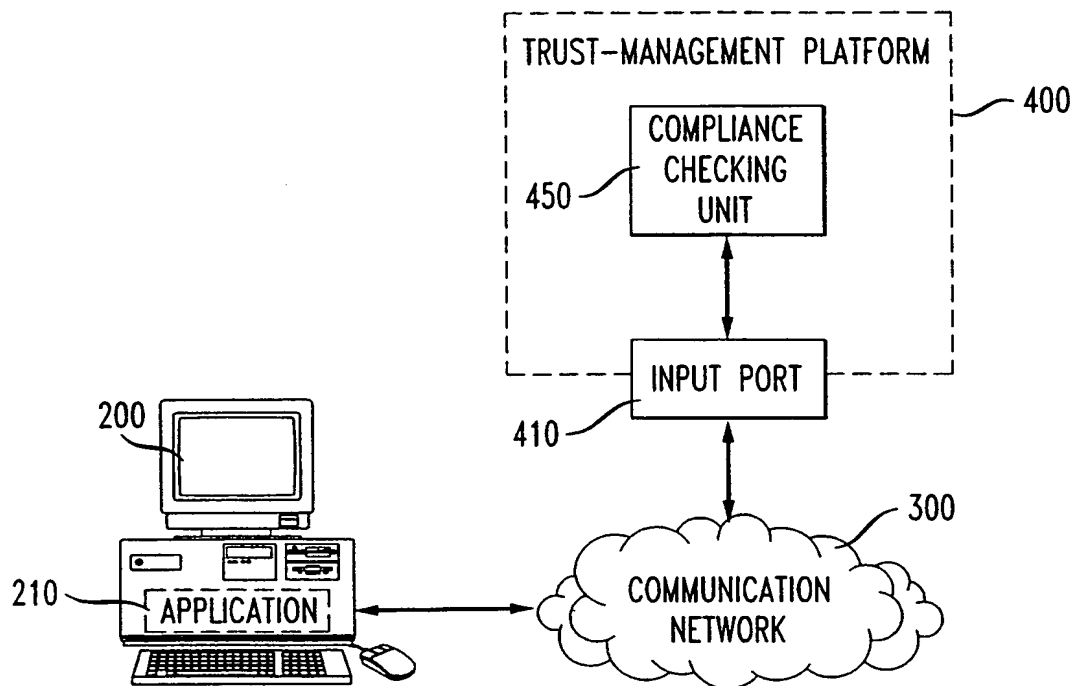 TRUST-MANAGEMENT PLATFORM
400
COMPLIANCE
CHECKING
UNIT
450
INPUT PORT
410
200
300
210
APPLICATION
COMMUNICATION
NETWORK